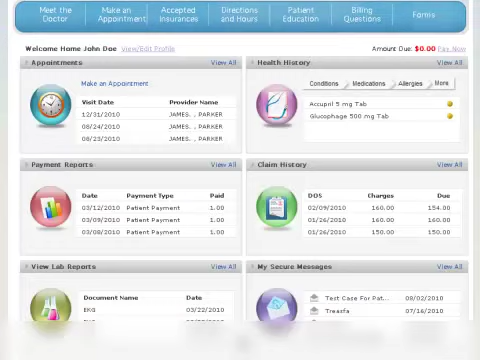 Meet the Doctor
Make an Appointment
Accepted Insurances
Directions and Hours
Patient Education
Billing Questions
Forms
Welcome Home John Doe View/Edit Profile
Amount Due: $0.00 Pay Now
Appointments View All
Make an Appointment
Visit Date Provider Name
12/31/2010 JAMES. , PARKER
08/24/2010 JAMES. , PARKER
08/23/2010 JAMES. , PARKER
Health History View All
Conditions Medications Allergies More
Accupril 5 mg Tab
Glucophage 500 mg Tab
Payment Reports View All
Date Payment Type Paid
03/12/2010 Patient Payment 1.00
03/09/2010 Patient Payment 1.00
03/08/2010 Patient Payment 1.00
Claim History View All
DOS Charges Due
02/09/2010 160.00 154.00
01/26/2010 160.00 160.00
01/26/2010 150.00 150.00
View Lab Reports View All
Document Name Date
EKG 03/22/2010
My Secure Messages View All
Test Case For Pat... 08/02/2010
Treasfa 07/16/2010